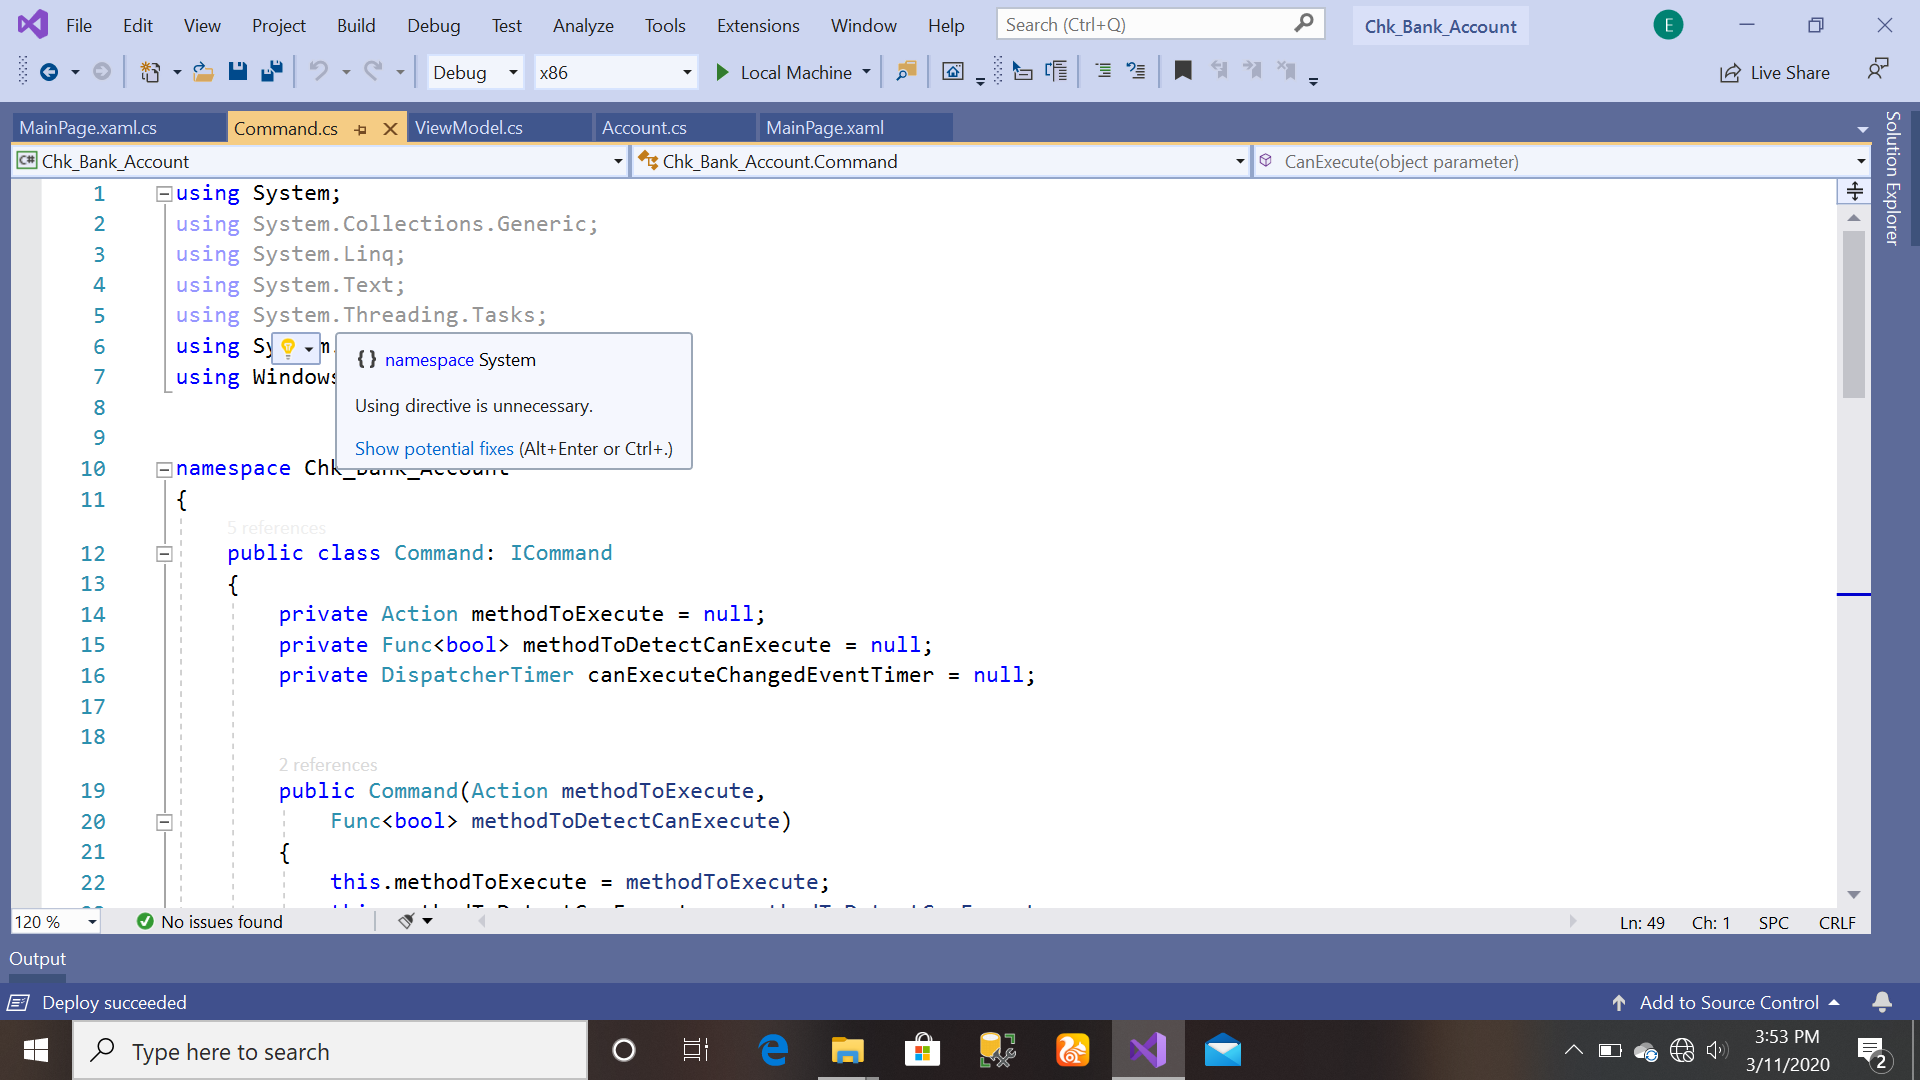 File Edit View Project Build Debug Test Analyze Tools Extensions Window Help Search (Ctrl+Q) Chk_Bank_Account E
Debug x86 Local Machine Live Share
MainPage.xaml.cs Command.cs ViewModel.cs Account.cs MainPage.xaml
C# Chk_Bank_Account Chk_Bank_Account.Command CanExecute(object parameter)
Solution Explorer
1 using System;
2 using System.Collections.Generic;
3 using System.Linq;
4 using System.Text;
5 using System.Threading.Tasks;
6 using Sy m.
7 using Windows
8
9
10 namespace Chk_Bank_Account
11 {
{} namespace System
Using directive is unnecessary.
Show potential fixes (Alt+Enter or Ctrl+.)
5 references
12 public class Command: ICommand
13 {
14 private Action methodToExecute = null;
15 private Func<bool> methodToDetectCanExecute = null;
16 private DispatcherTimer canExecuteChangedEventTimer = null;
17
18
2 references
19 public Command(Action methodToExecute,
20 Func<bool> methodToDetectCanExecute)
21 {
22 this.methodToExecute = methodToExecute;
120 % No issues found Ln: 49 Ch: 1 SPC CRLF
Output
Deploy succeeded Add to Source Control
Type here to search
3:53 PM
3/11/2020
2